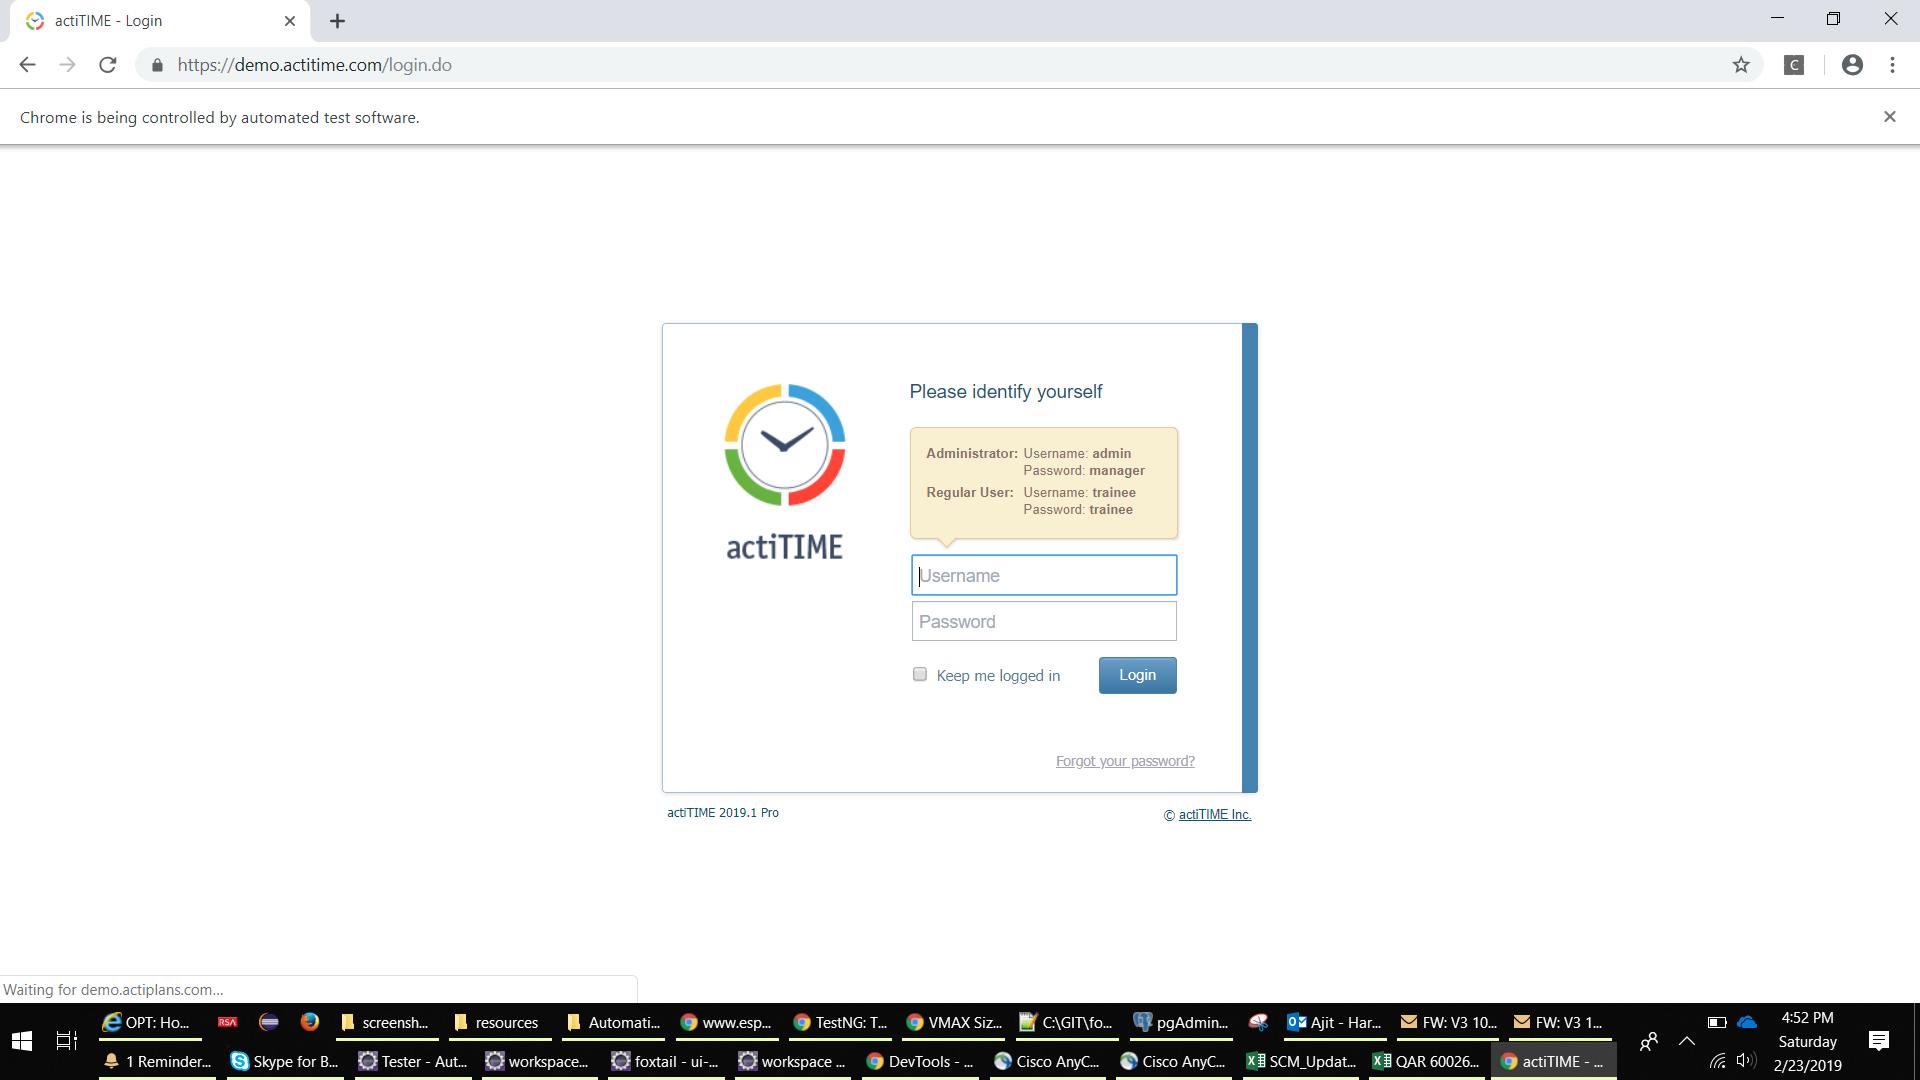 actiTIME - Login
https://demo.actitime.com/login.do
C
Chrome is being controlled by automated test software.
Please identify yourself
Administrator: Username: admin
Password: manager
Regular User: Username: trainee
Password: trainee
actiTIME
Username
Password
Keep me logged in
Login
Forgot your password?
actiTIME 2019.1 Pro
© actiTIME Inc.
Waiting for demo.actiplans.com...
OPT: Ho...
RSA
screensh...
resources
Automati...
www.esp...
TestNG: T...
VMAX Siz...
C:\GIT\fo...
pgAdmin...
Ajit - Har...
FW: V3 10...
FW: V3 1...
4:52 PM
Saturday
2/23/2019
1 Reminder...
Skype for B...
Tester - Aut...
workspace...
foxtail - ui-...
workspace ...
DevTools - ...
Cisco AnyC...
Cisco AnyC...
SCM_Updat...
QAR 60026...
actiTIME - ...